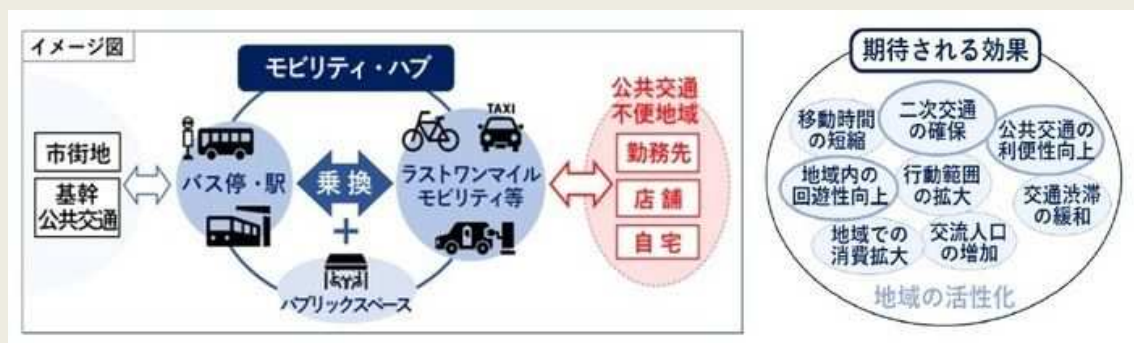 イメージ図
モビリティ・ハブ
市街地
基幹
公共交通
バス停・駅
乗換
+
TAXI
ラストワンマイル
モビリティ等
パブリックスペース
公共交通
不便地域
勤務先
店舗
自宅
期待される効果
移動時間
の短縮
二次交通
の確保
公共交通の
利便性向上
地域内の
回遊性向上
行動範囲
の拡大
交通渋滞
の緩和
地域での
消費拡大
交流人口
の増加
地域の活性化